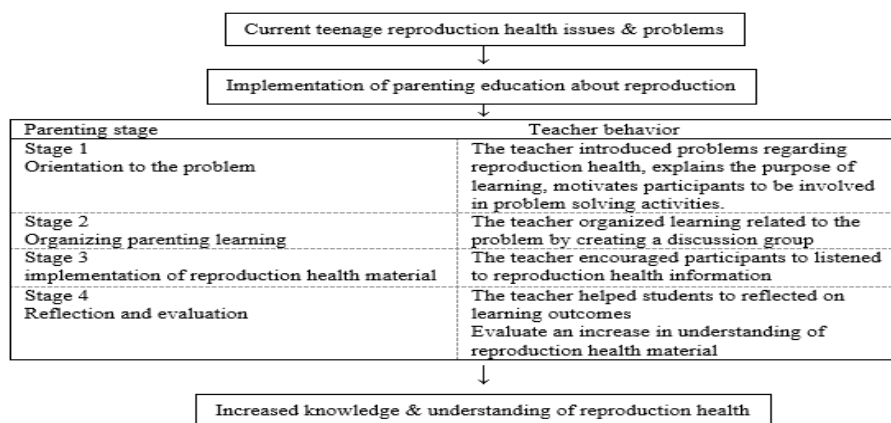 Current teenage reproduction health issues & problems
Implementation of parenting education about reproduction
Parenting stage
Teacher behavior
Stage 1
Orientation to the problem
The teacher introduced problems regarding
reproduction health, explains the purpose of
learning, motivates participants to be involved
in problem solving activities.
Stage 2
Organizing parenting learning
The teacher organized learning related to the
problem by creating a discussion group
Stage 3
implementation of reproduction health material
The teacher encouraged participants to listened
to reproduction health information
Stage 4
Reflection and evaluation
The teacher helped students to reflected on
learning outcomes
Evaluate an increase in understanding of
reproduction health material
Increased knowledge & understanding of reproduction health